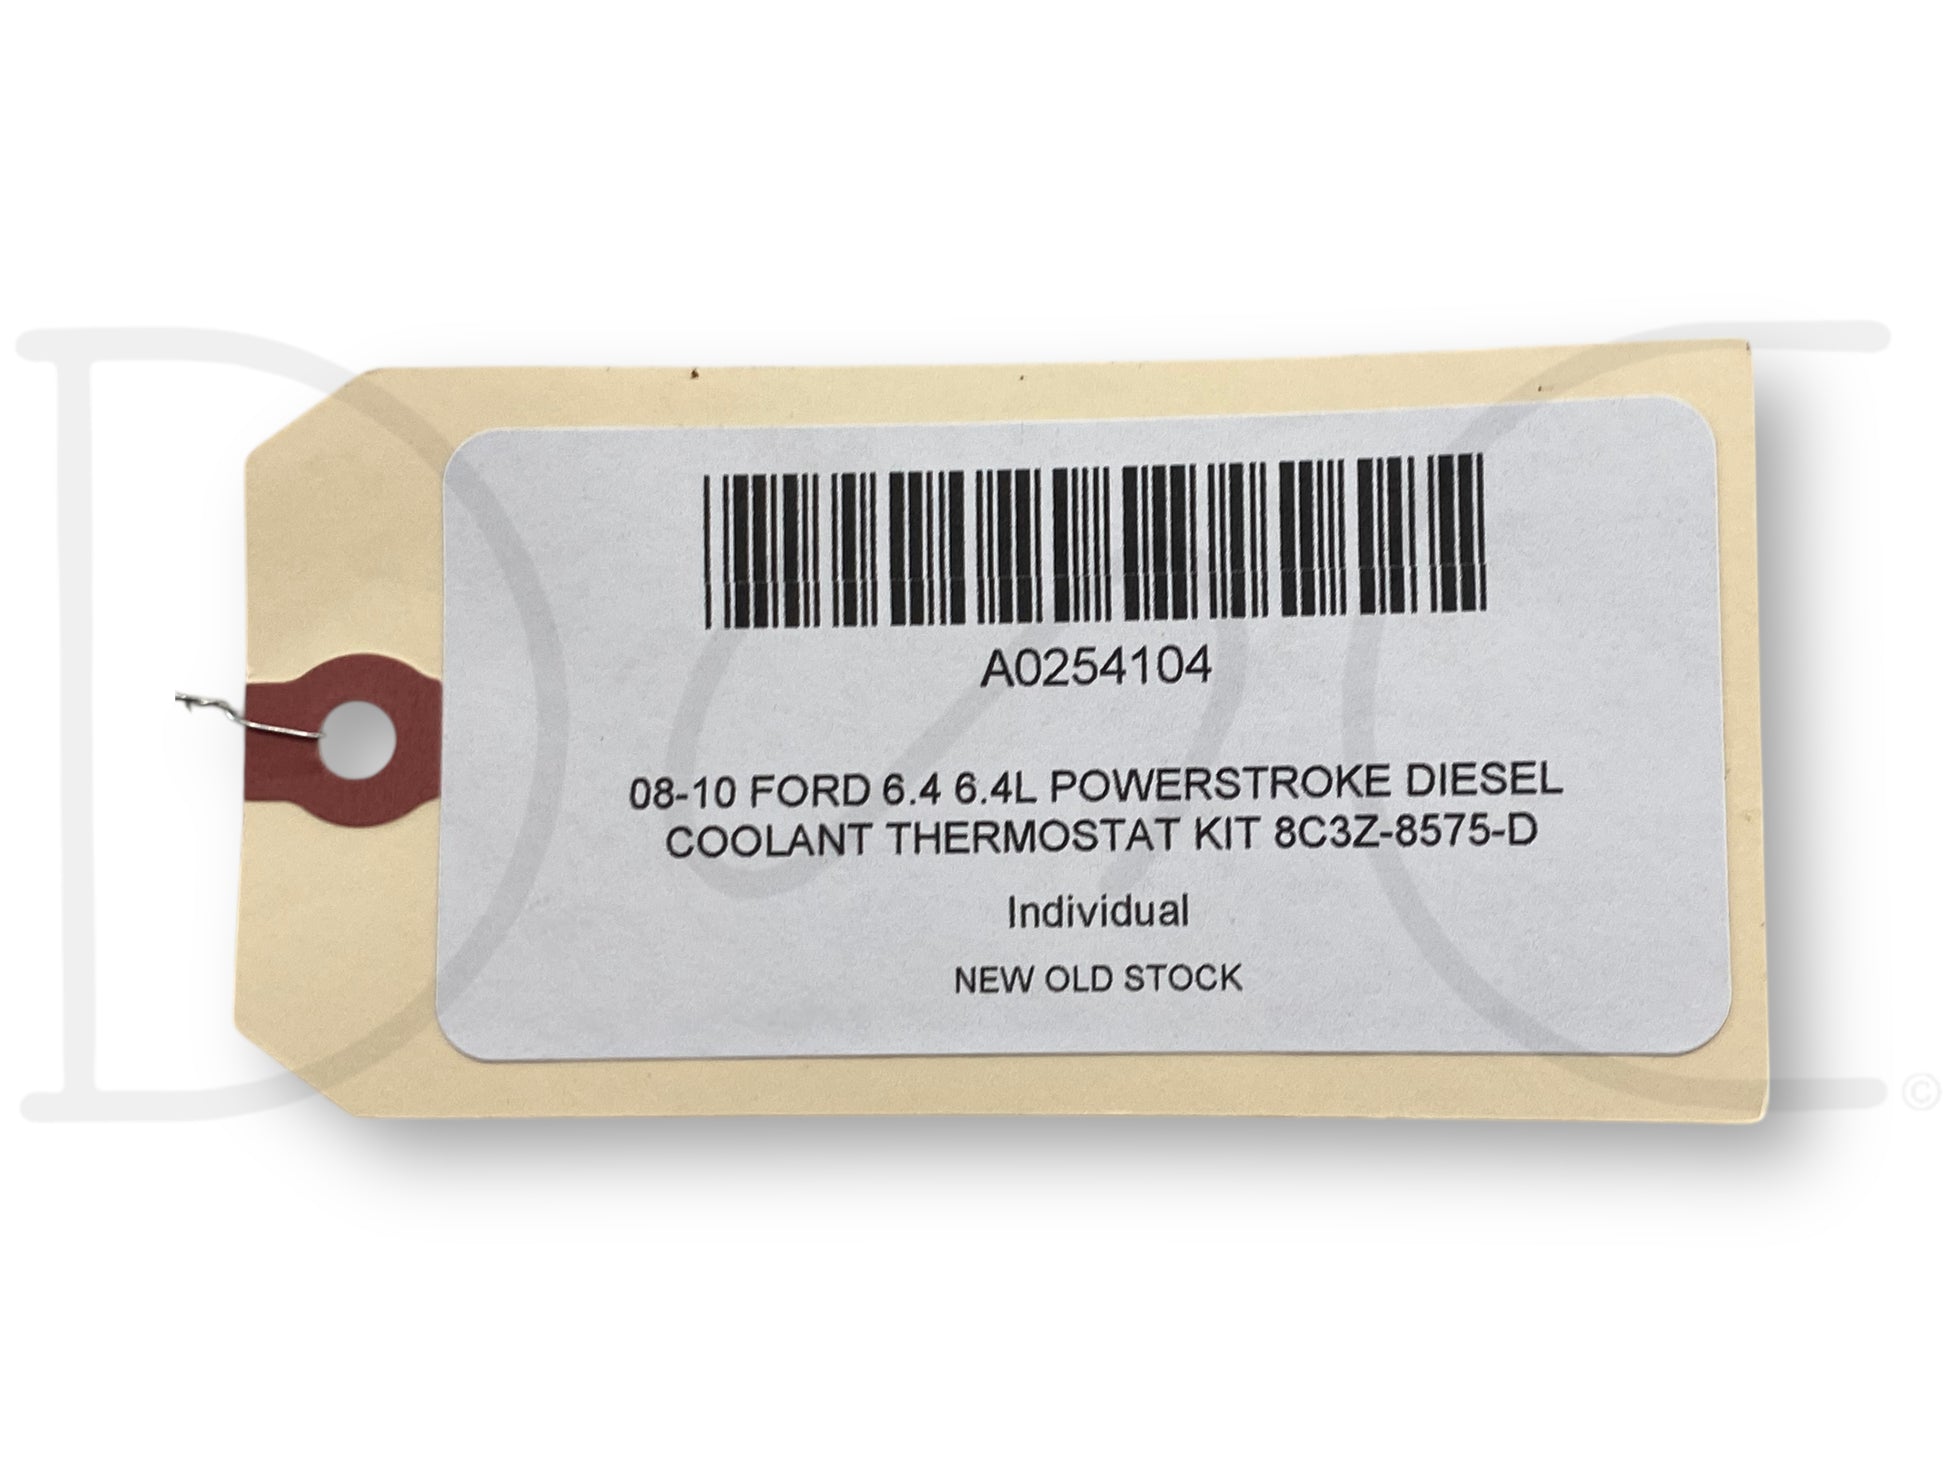 A0254104
08-10 FORD 6.4 6.4L POWERSTROKE DIESEL
COOLANT THERMOSTAT KIT 8C3Z-8575-D
Individual
NEW OLD STOCK
©